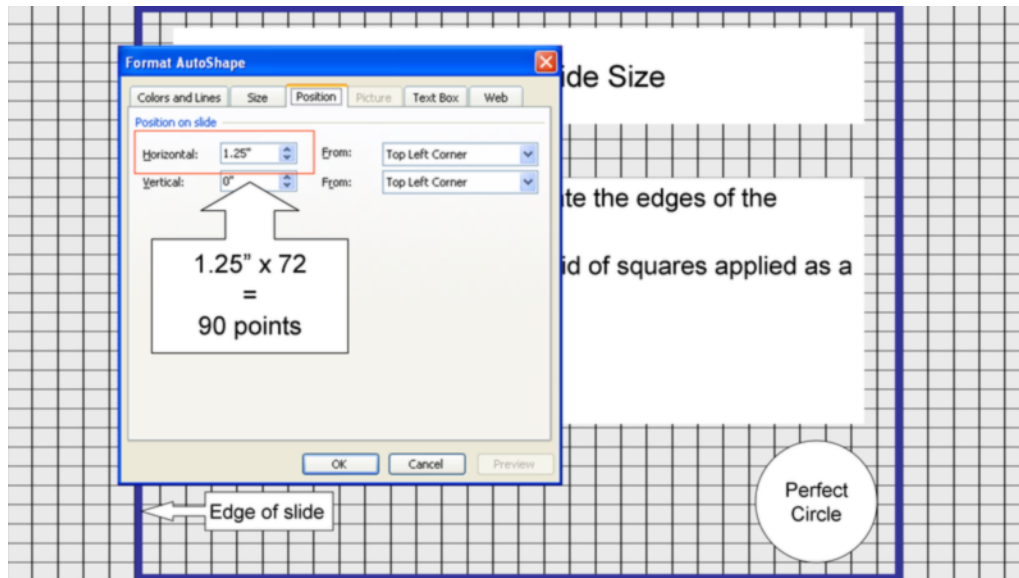 Format AutoShape
ide Size
Colors and Lines Size Position Picture Text Box Web
Position on slide
Horizontal: 1.25" From: Top Left Corner
Vertical: 0" From: Top Left Corner
te the edges of the
1.25” x 72
=
90 points
id of squares applied as a
OK Cancel Preview
Edge of slide
Perfect
Circle